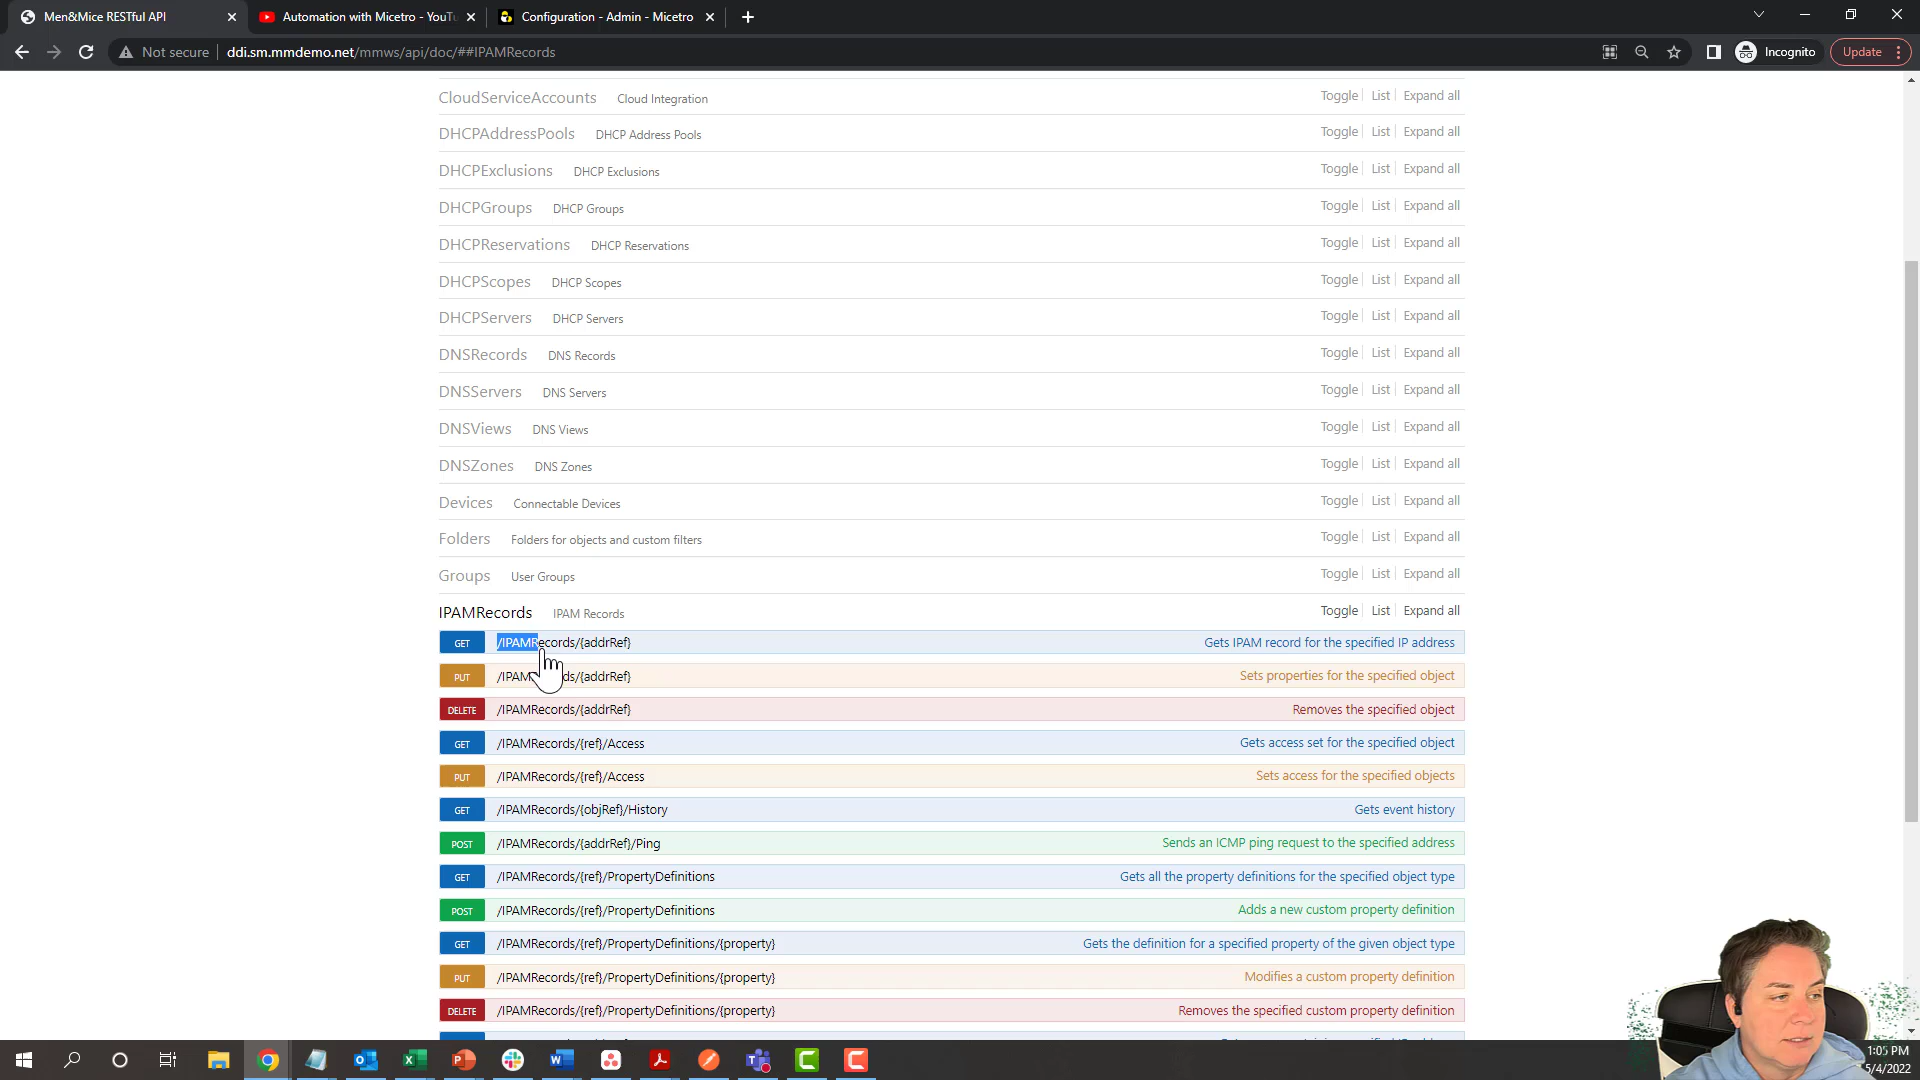 Men&Mice RESTful API
Automation with Micetro - YouTu
Configuration - Admin - Micetro
Not secure
ddi.sm.mmdemo.net/mmws/api/doc/##IPAMRecords
Incognito
Update
CloudServiceAccounts Cloud Integration Toggle List Expand all
DHCPAddressPools DHCP Address Pools Toggle List Expand all
DHCPExclusions DHCP Exclusions Toggle List Expand all
DHCPGroups DHCP Groups Toggle List Expand all
DHCPReservations DHCP Reservations Toggle List Expand all
DHCPScopes DHCP Scopes Toggle List Expand all
DHCPServers DHCP Servers Toggle List Expand all
DNSRecords DNS Records Toggle List Expand all
DNSServers DNS Servers Toggle List Expand all
DNSViews DNS Views Toggle List Expand all
DNSZones DNS Zones Toggle List Expand all
Devices Connectable Devices Toggle List Expand all
Folders Folders for objects and custom filters Toggle List Expand all
Groups User Groups Toggle List Expand all
IPAMRecords IPAM Records Toggle List Expand all
GET /IPAMRecords/{addrRef} Gets IPAM record for the specified IP address
PUT /IPAM ds/{addrRef} Sets properties for the specified object
DELETE /IPAMRecords/{addrRef} Removes the specified object
GET /IPAMRecords/{ref}/Access Gets access set for the specified object
PUT /IPAMRecords/{ref}/Access Sets access for the specified objects
GET /IPAMRecords/{objRef}/History Gets event history
POST /IPAMRecords/{addrRef}/Ping Sends an ICMP ping request to the specified address
GET /IPAMRecords/{ref}/PropertyDefinitions Gets all the property definitions for the specified object type
POST /IPAMRecords/{ref}/PropertyDefinitions Adds a new custom property definition
GET /IPAMRecords/{ref}/PropertyDefinitions/{property} Gets the definition for a specified property of the given object type
PUT /IPAMRecords/{ref}/PropertyDefinitions/{property} Modifies a custom property definition
DELETE /IPAMRecords/{ref}/PropertyDefinitions/{property} Removes the specified custom property definition
1:05 PM
5/4/2022